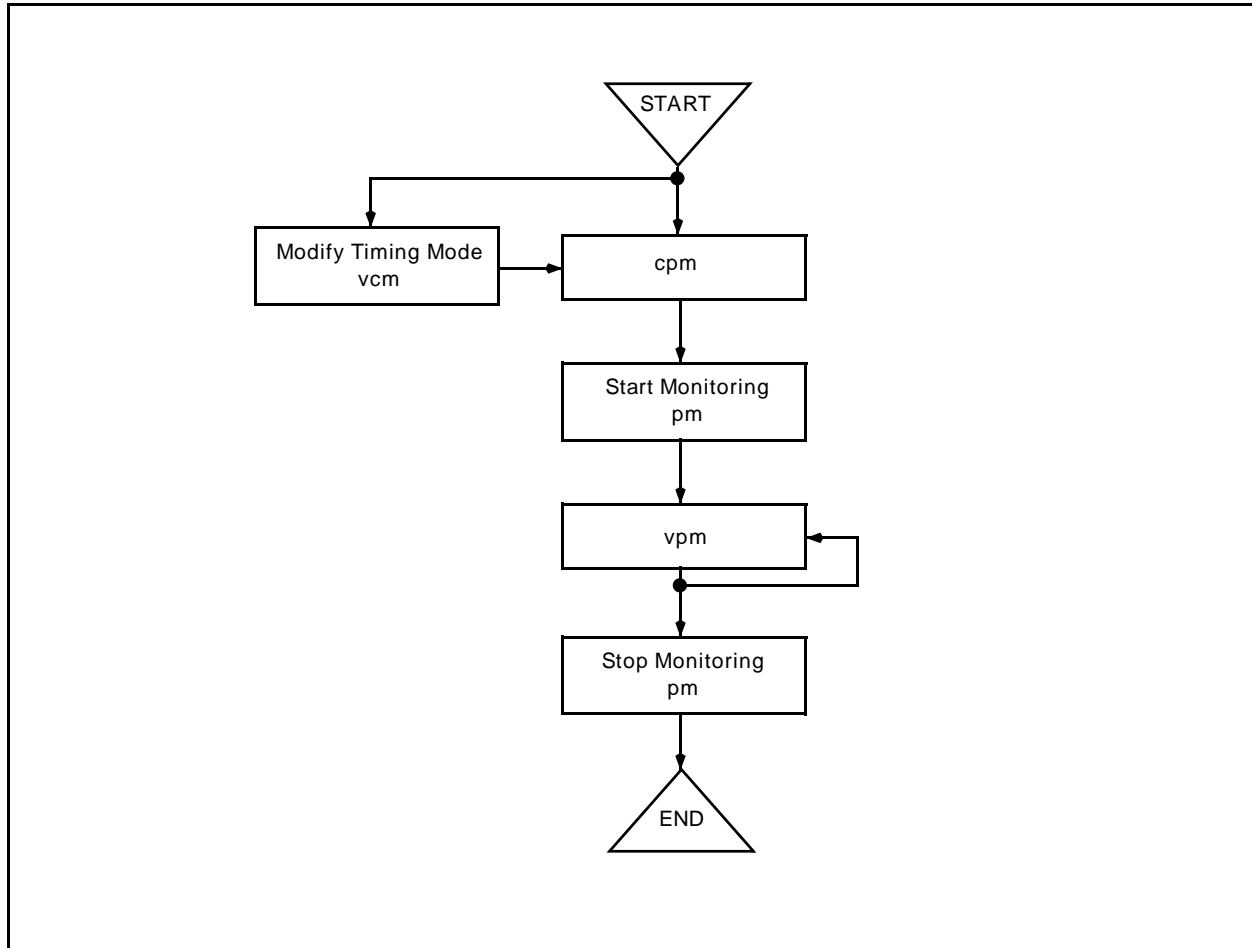 START
Modify Timing Mode
vcm
cpm
Start Monitoring
pm
vpm
Stop Monitoring
pm
END